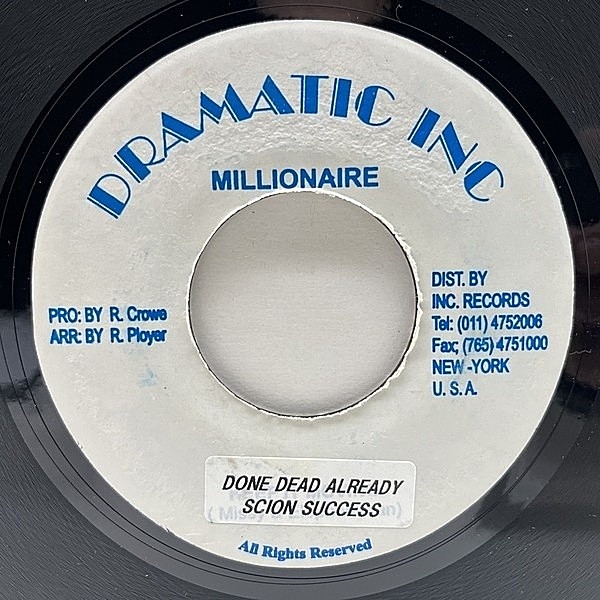 DRAMATIC INC
MILLIONAIRE
PRO: BY R. Crowe
ARR: BY R. Ployer
DIST. BY
INC. RECORDS
Tel: (011) 4752006
Fax; (765) 4751000
NEW -YORK
U. S. A.
DONE DEAD ALREADY
SCION SUCCESS
All Rights Reserved